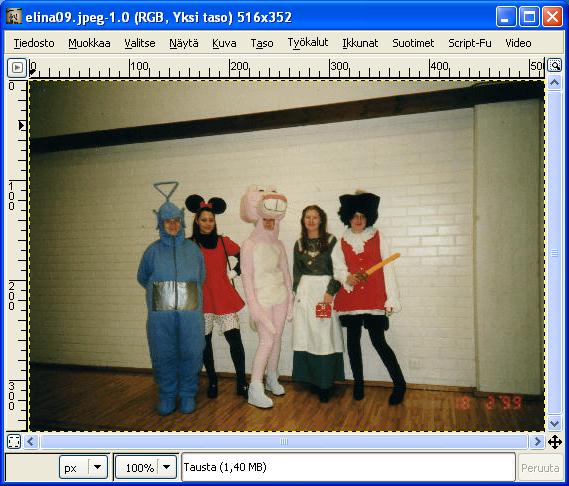 elina09.jpeg-1.0 (RGB, Yksi taso) 516x352
Tiedosto Muokkaa Valitse Näytä Kuva Taso Työkalut Ikkunat Suotimet Script-Fu Video
0 100 200 300 400 500
0
100
200
300
18 2'99
px 100% Tausta (1,40 MB) Peruuta